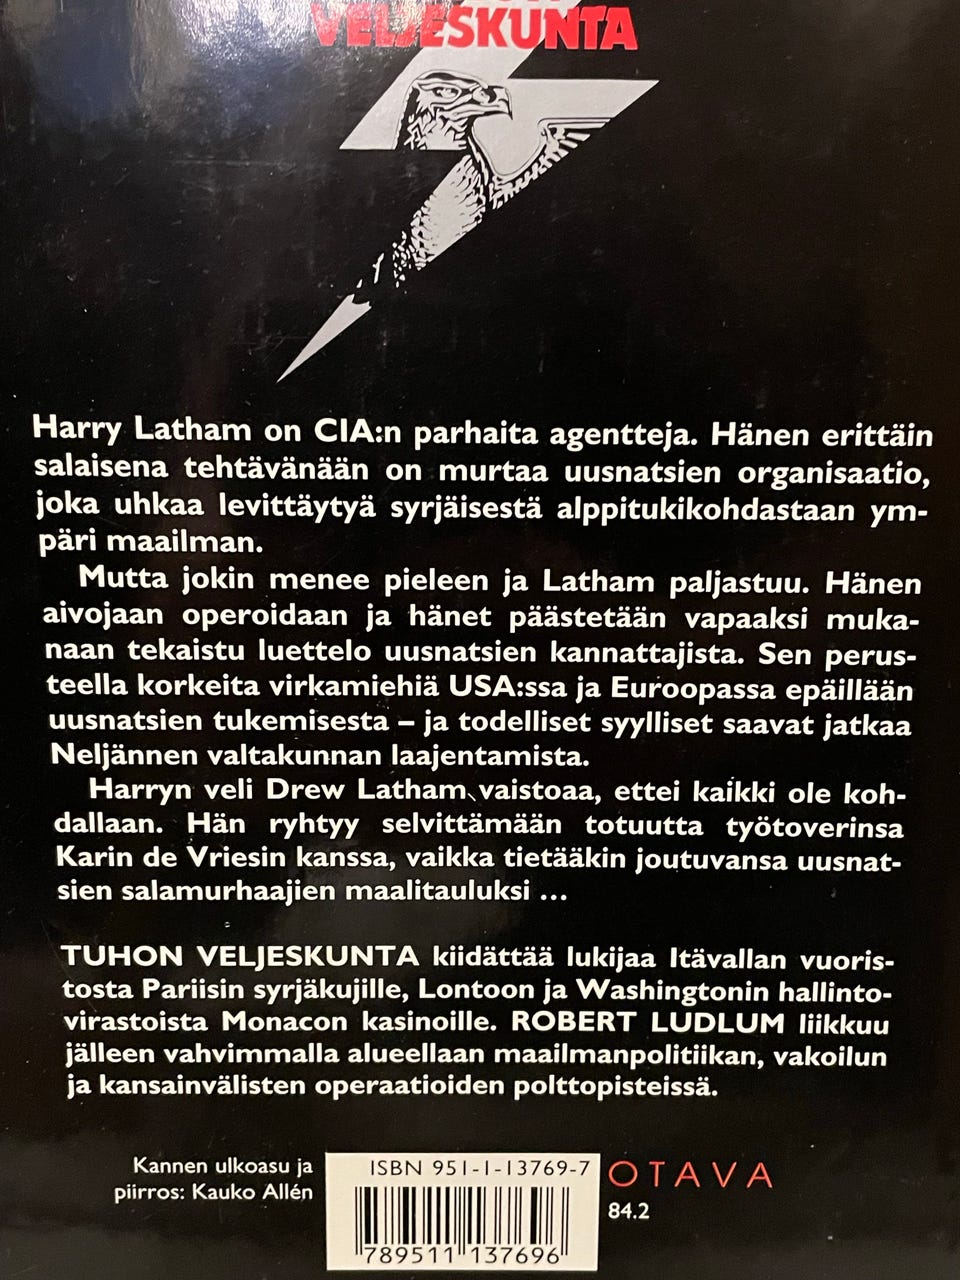 VELJESKUNTA
Harry Latham on CIA:n parhaita agentteja. Hänen erittäin
salaisena tehtävänään on murtaa uusnatsien organisaatio,
joka uhkaa levittäytyä syrjäisestä alppitukikohdastaan ym-
päri maailman.
Mutta jokin menee pieleen ja Latham paljastuu. Hänen
aivojaan operoidaan ja hänet päästetään vapaaksi muka-
naan tekaistu luettelo uusnatsien kannattajista. Sen perus-
teella korkeita virkamiehiä USA:ssa ja Euroopassa epäillään
uusnatsien tukemisesta – ja todelliset syylliset saavat jatkaa
Neljännen valtakunnan laajentamista.
Harryn veli Drew Latham vaistoaa, ettei kaikki ole koh-
dallaan. Hän ryhtyy selvittämään totuutta työtoverinsa
Karin de Vriesin kanssa, vaikka tietääkin joutuvansa uusnat-
sien salamurhaajien maalitauluksi ...
TUHON VELJESKUNTA kiidättää lukijaa Itävallan vuoris-
tosta Pariisin syrjäkujille, Lontoon ja Washingtonin hallinto-
virastoista Monacon kasinoille. ROBERT LUDLUM liikkuu
jälleen vahvimmalla alueellaan maailmanpolitiikan, vakoilun
ja kansainvälisten operaatioiden polttopisteissä.
Kannen ulkoasu ja
piirros: Kauko Allén
ISBN 951-1-13769-7
789511 137696
OTAVA
84.2